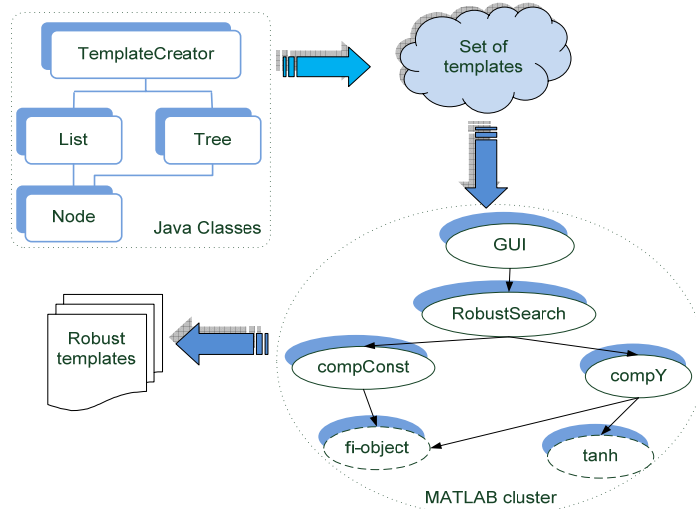 TemplateCreator
List
Tree
Node
Java Classes
Set of
templates
GUI
RobustSearch
compConst
compY
fi-object
tanh
MATLAB cluster
Robust
templates